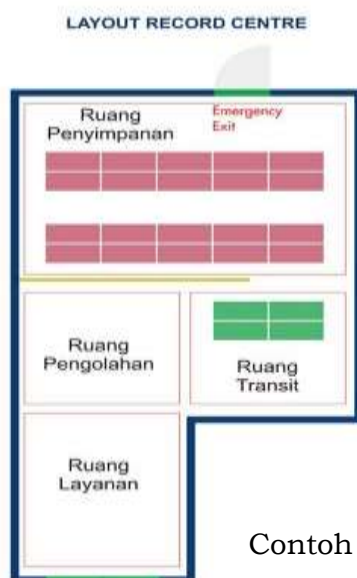 LAYOUT RECORD CENTRE
Ruang
Penyimpanan
Emergency
Exit
Ruang
Pengolahan
Ruang
Transit
Ruang
Layanan
Contoh